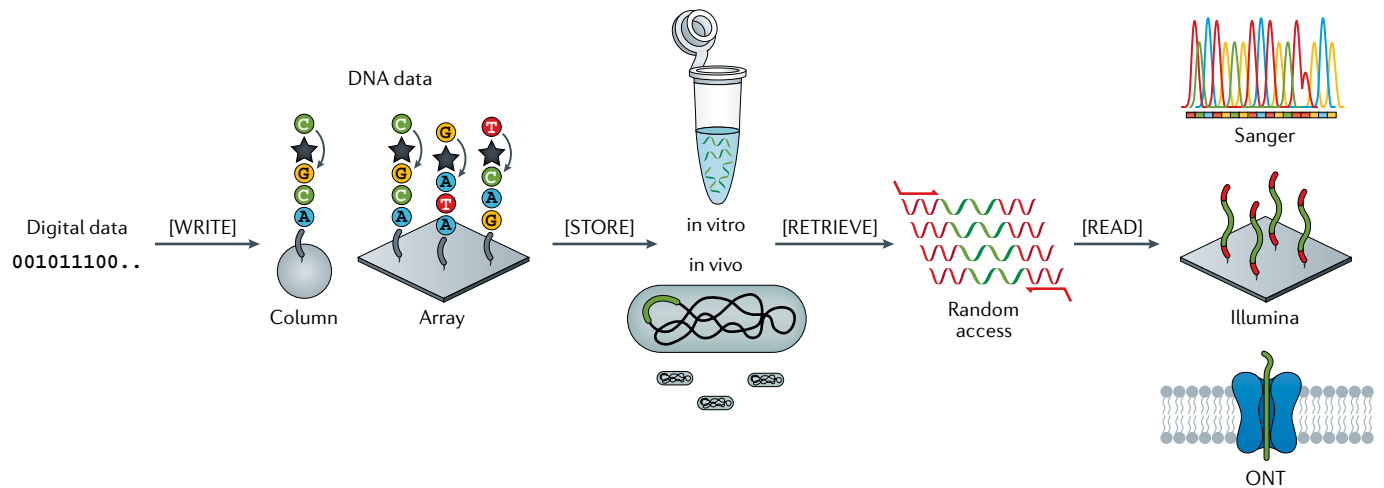 DNA data
Digital data
001011100..
[WRITE]
C
G
C
A
Column
C
G
C
A
G
A
T
A
T
C
A
G
Array
[STORE]
in vitro
in vivo
[RETRIEVE]
Random
access
[READ]
Sanger
Illumina
ONT